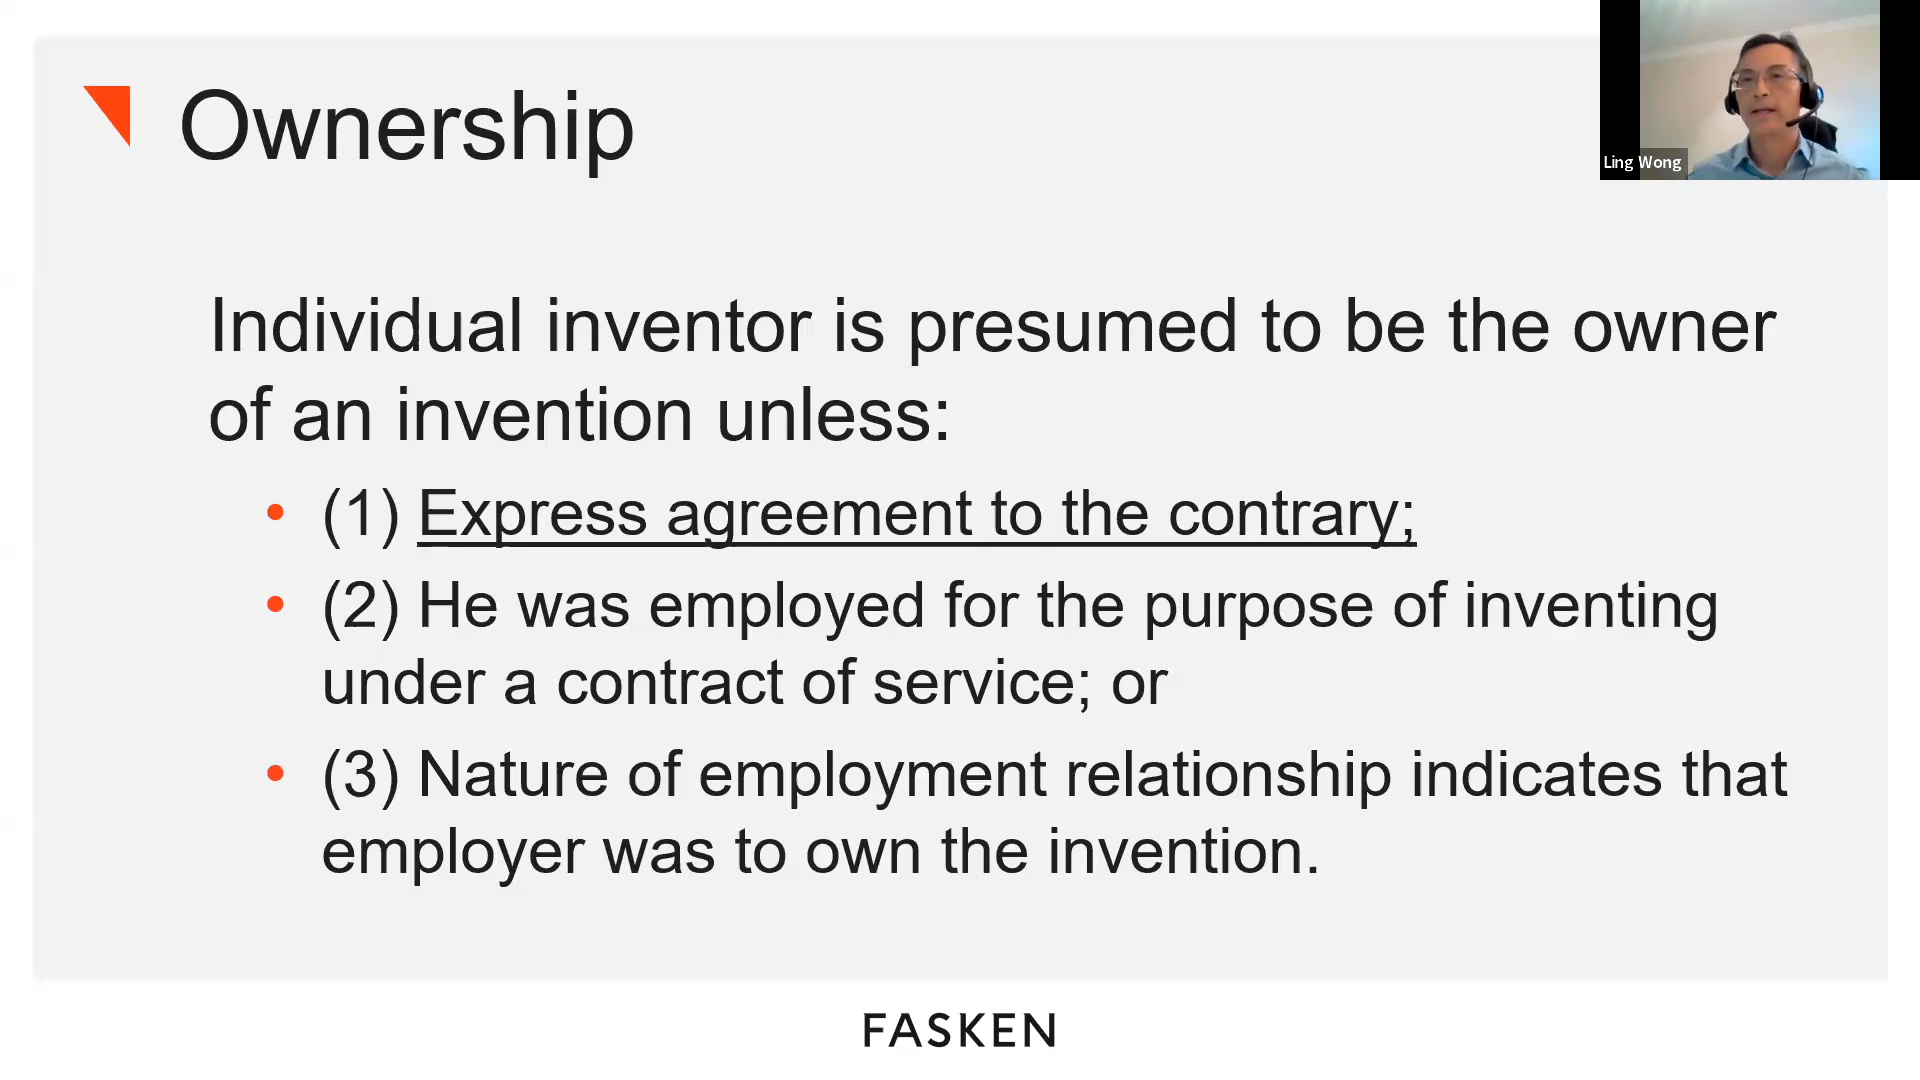 Ownership
Ling Wong
Individual inventor is presumed to be the owner
of an invention unless:
• (1) Express agreement to the contrary;
• (2) He was employed for the purpose of inventing
under a contract of service; or
• (3) Nature of employment relationship indicates that
employer was to own the invention.
FASKEN